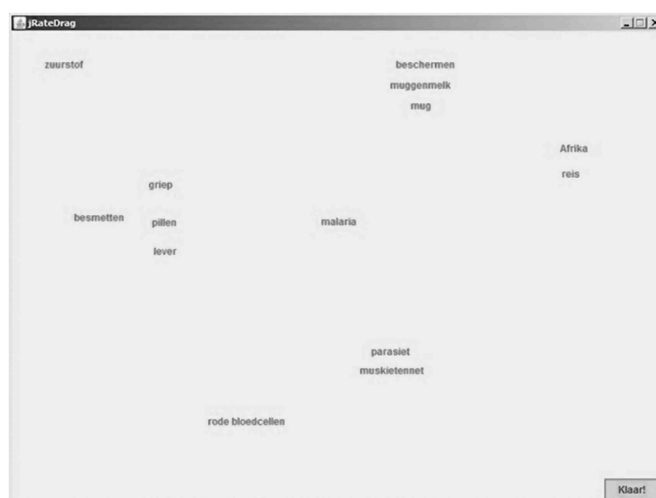 jRateDrag
zuurstof
beschermen
muggenmelk
mug
Afrika
reis
griep
besmetten
pillen
malaria
lever
parasiet
muskietennet
rode bloedcellen
Klaar!